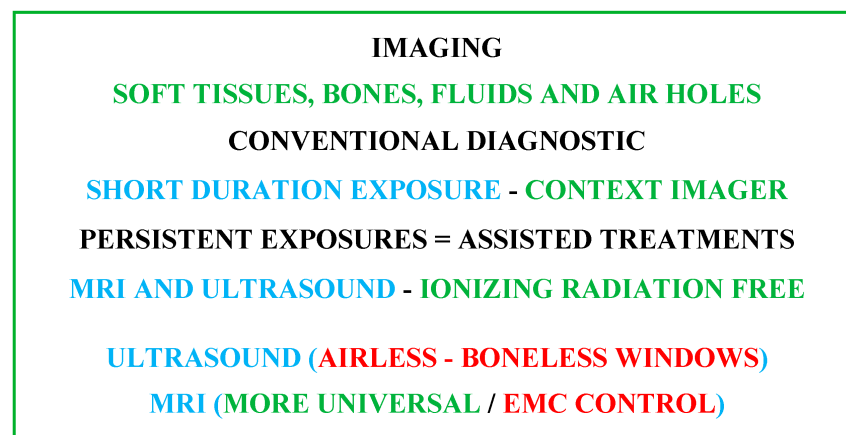 IMAGING
SOFT TISSUES, BONES, FLUIDS AND AIR HOLES
CONVENTIONAL DIAGNOSTIC
SHORT DURATION EXPOSURE - CONTEXT IMAGER
PERSISTENT EXPOSURES = ASSISTED TREATMENTS
MRI AND ULTRASOUND - IONIZING RADIATION FREE
ULTRASOUND (AIRLESS - BONELESS WINDOWS)
MRI (MORE UNIVERSAL / EMC CONTROL)